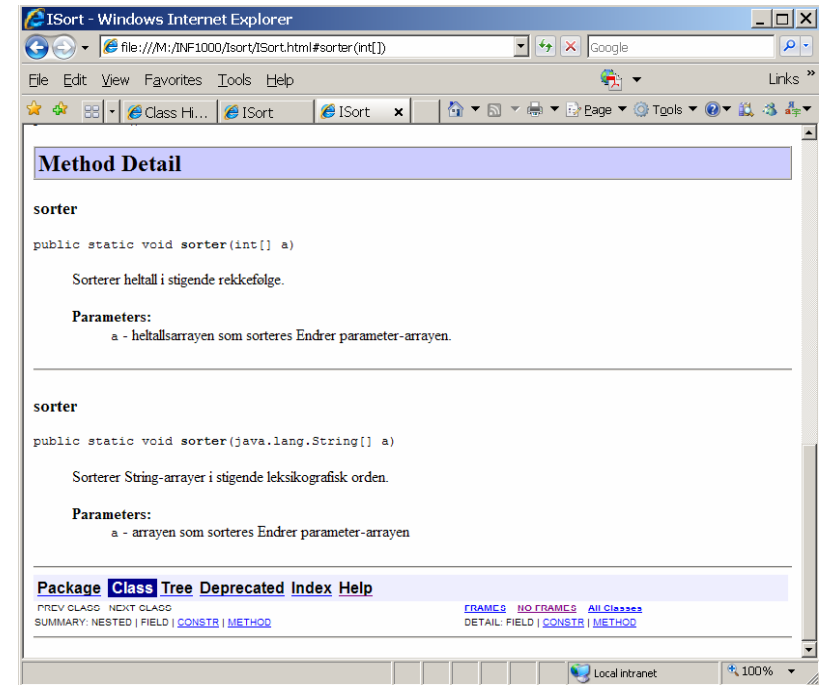 ISort - Windows Internet Explorer
file:///M:/INF1000/Isort/ISort.html#sorter(int[])
Google
File Edit View Favorites Tools Help
Links »
Class Hi... ISort ISort x Page Tools
Method Detail
sorter
public static void sorter(int[] a)
Sorterer heltall i stigende rekkefølge.
Parameters:
a - heltallsarrayen som sorteres Endrer parameter-arrayen.
sorter
public static void sorter(java.lang.String[] a)
Sorterer String-arrayer i stigende leksikografisk orden.
Parameters:
a - arrayen som sorteres Endrer parameter-arrayen
Package Class Tree Deprecated Index Help
PREV CLASS NEXT CLASS FRAMES NO FRAMES All Classes
SUMMARY: NESTED | FIELD | CONSTR | METHOD DETAIL: FIELD | CONSTR | METHOD
Local intranet 100%